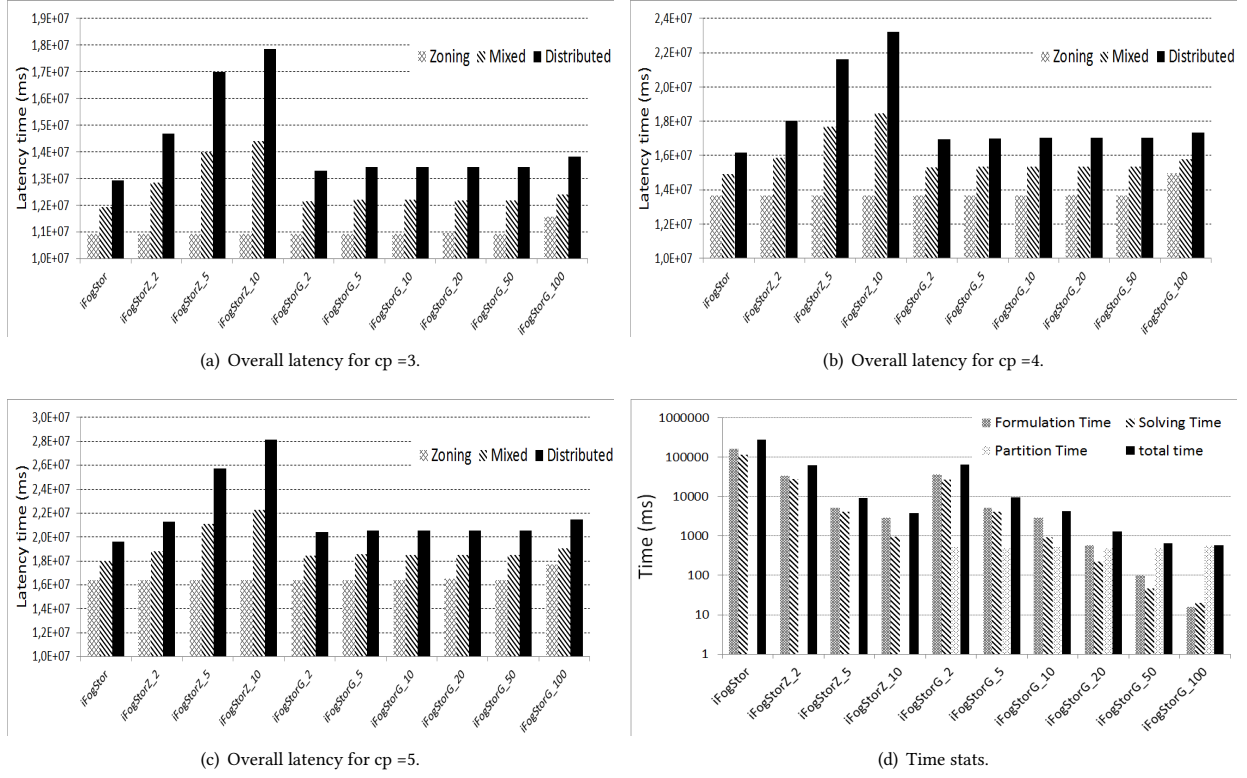 1,9E+07
1,8E+07
1,7E+07
1,6E+07
1,5E+07
1,4E+07
1,3E+07
1,2E+07
1,1E+07
1,0E+07
Latency time (ms)
Zoning Mixed Distributed
iFogStor
iFogStorZ_2
iFogStorZ_5
iFogStorZ_10
iFogStorG_2
iFogStorG_5
iFogStorG_10
iFogStorG_20
iFogStorG_50
iFogStorG_100
(a) Overall latency for cp =3.
2,4E+07
2,2E+07
2,0E+07
1,8E+07
1,6E+07
1,4E+07
1,2E+07
1,0E+07
Latency time (ms)
Zoning Mixed Distributed
iFogStor
iFogStorZ_2
iFogStorZ_5
iFogStorZ_10
iFogStorG_2
iFogStorG_5
iFogStorG_10
iFogStorG_20
iFogStorG_50
iFogStorG_100
(b) Overall latency for cp =4.
3,0E+07
2,8E+07
2,6E+07
2,4E+07
2,2E+07
2,0E+07
1,8E+07
1,6E+07
1,4E+07
1,2E+07
1,0E+07
Latency time (ms)
Zoning Mixed Distributed
iFogStor
iFogStorZ_2
iFogStorZ_5
iFogStorZ_10
iFogStorG_2
iFogStorG_5
iFogStorG_10
iFogStorG_20
iFogStorG_50
iFogStorG_100
(c) Overall latency for cp =5.
1000000
100000
10000
1000
100
10
1
Time (ms)
Formulation Time Solving Time
Partition Time total time
iFogStor
iFogStorZ_2
iFogStorZ_5
iFogStorZ_10
iFogStorG_2
iFogStorG_5
iFogStorG_10
iFogStorG_20
iFogStorG_50
iFogStorG_100
(d) Time stats.